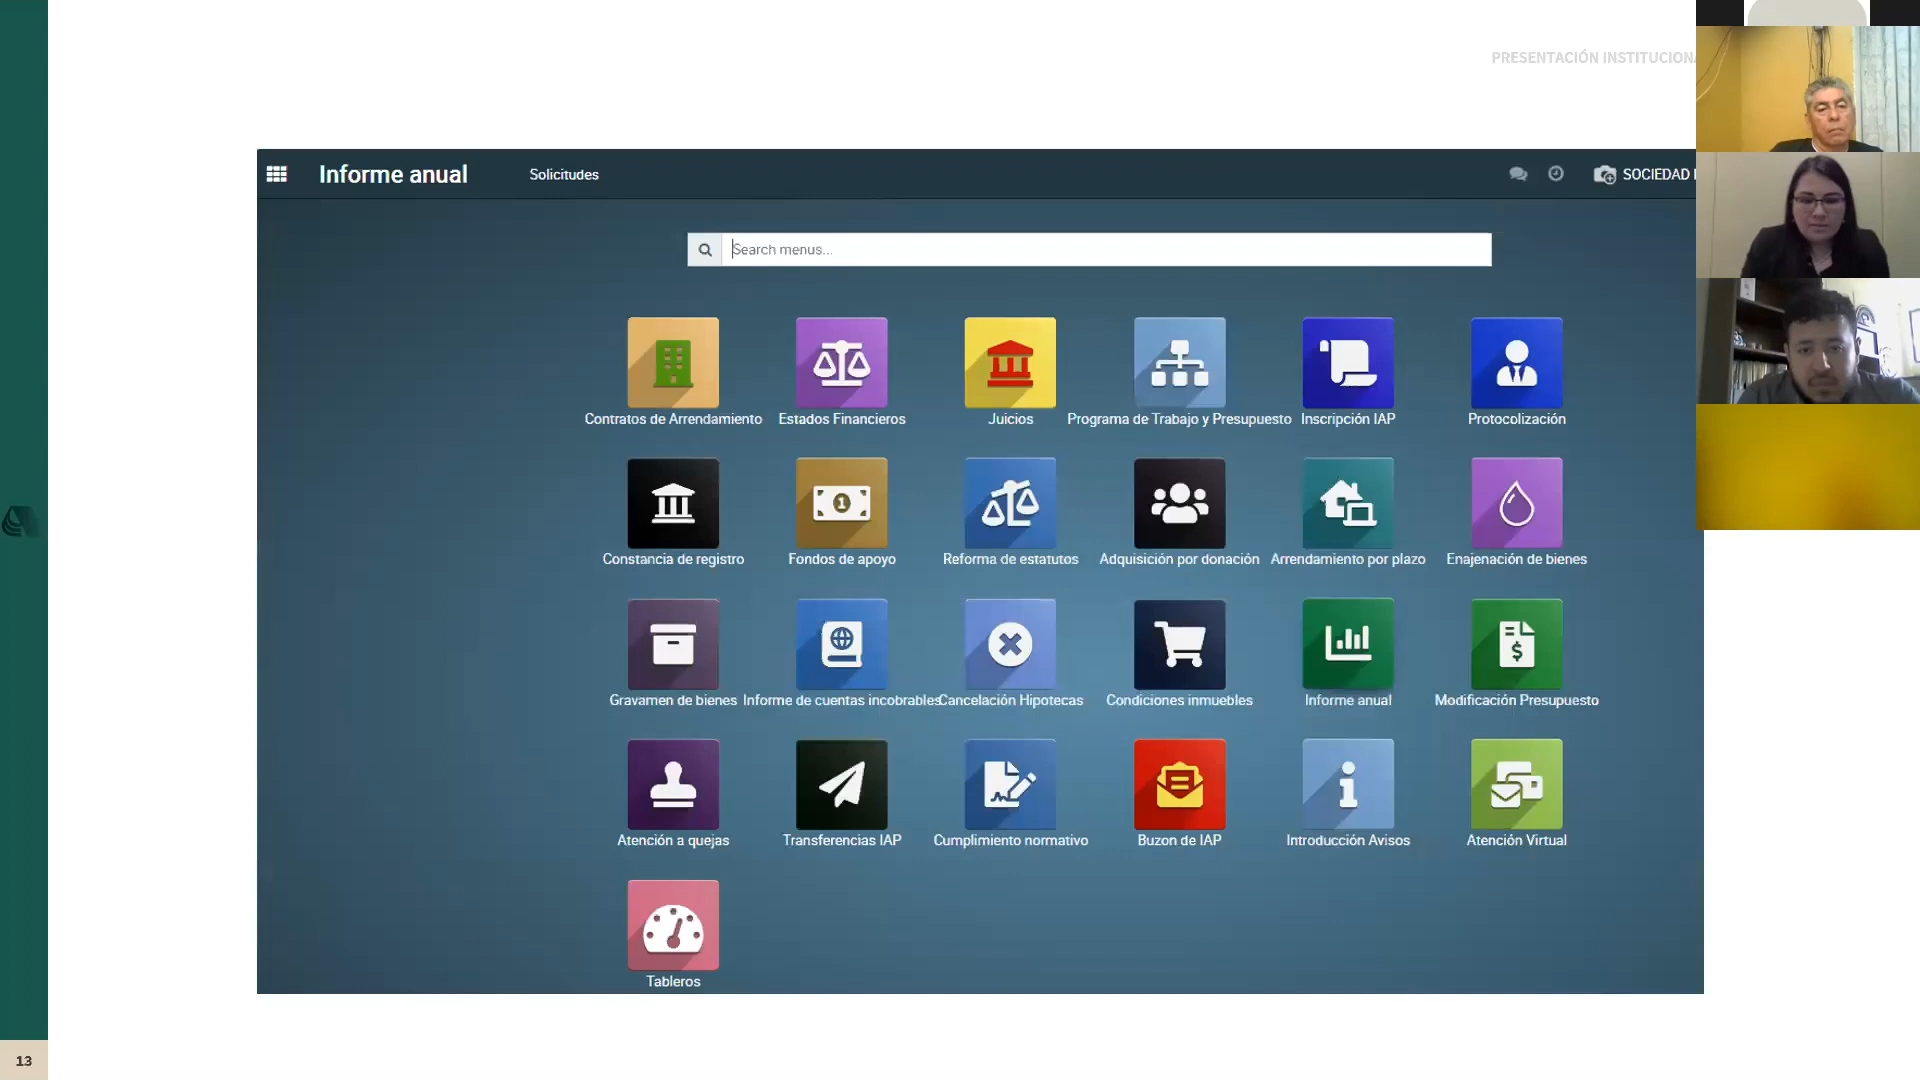 PRESENTACIÓN INSTITUCIONA
Informe anual
Solicitudes
SOCIEDAD
Search menus...
Contratos de Arrendamiento
Estados Financieros
Juicios
Programa de Trabajo y Presupuesto
Inscripción IAP
Protocolización
Constancia de registro
Fondos de apoyo
Reforma de estatutos
Adquisición por donación
Arrendamiento por plazo
Enajenación de bienes
Gravamen de bienes
Informe de cuentas incobrables
Cancelación Hipotecas
Condiciones inmuebles
Informe anual
Modificación Presupuesto
Atención a quejas
Transferencias IAP
Cumplimiento normativo
Buzon de IAP
Introducción Avisos
Atención Virtual
Tableros
13